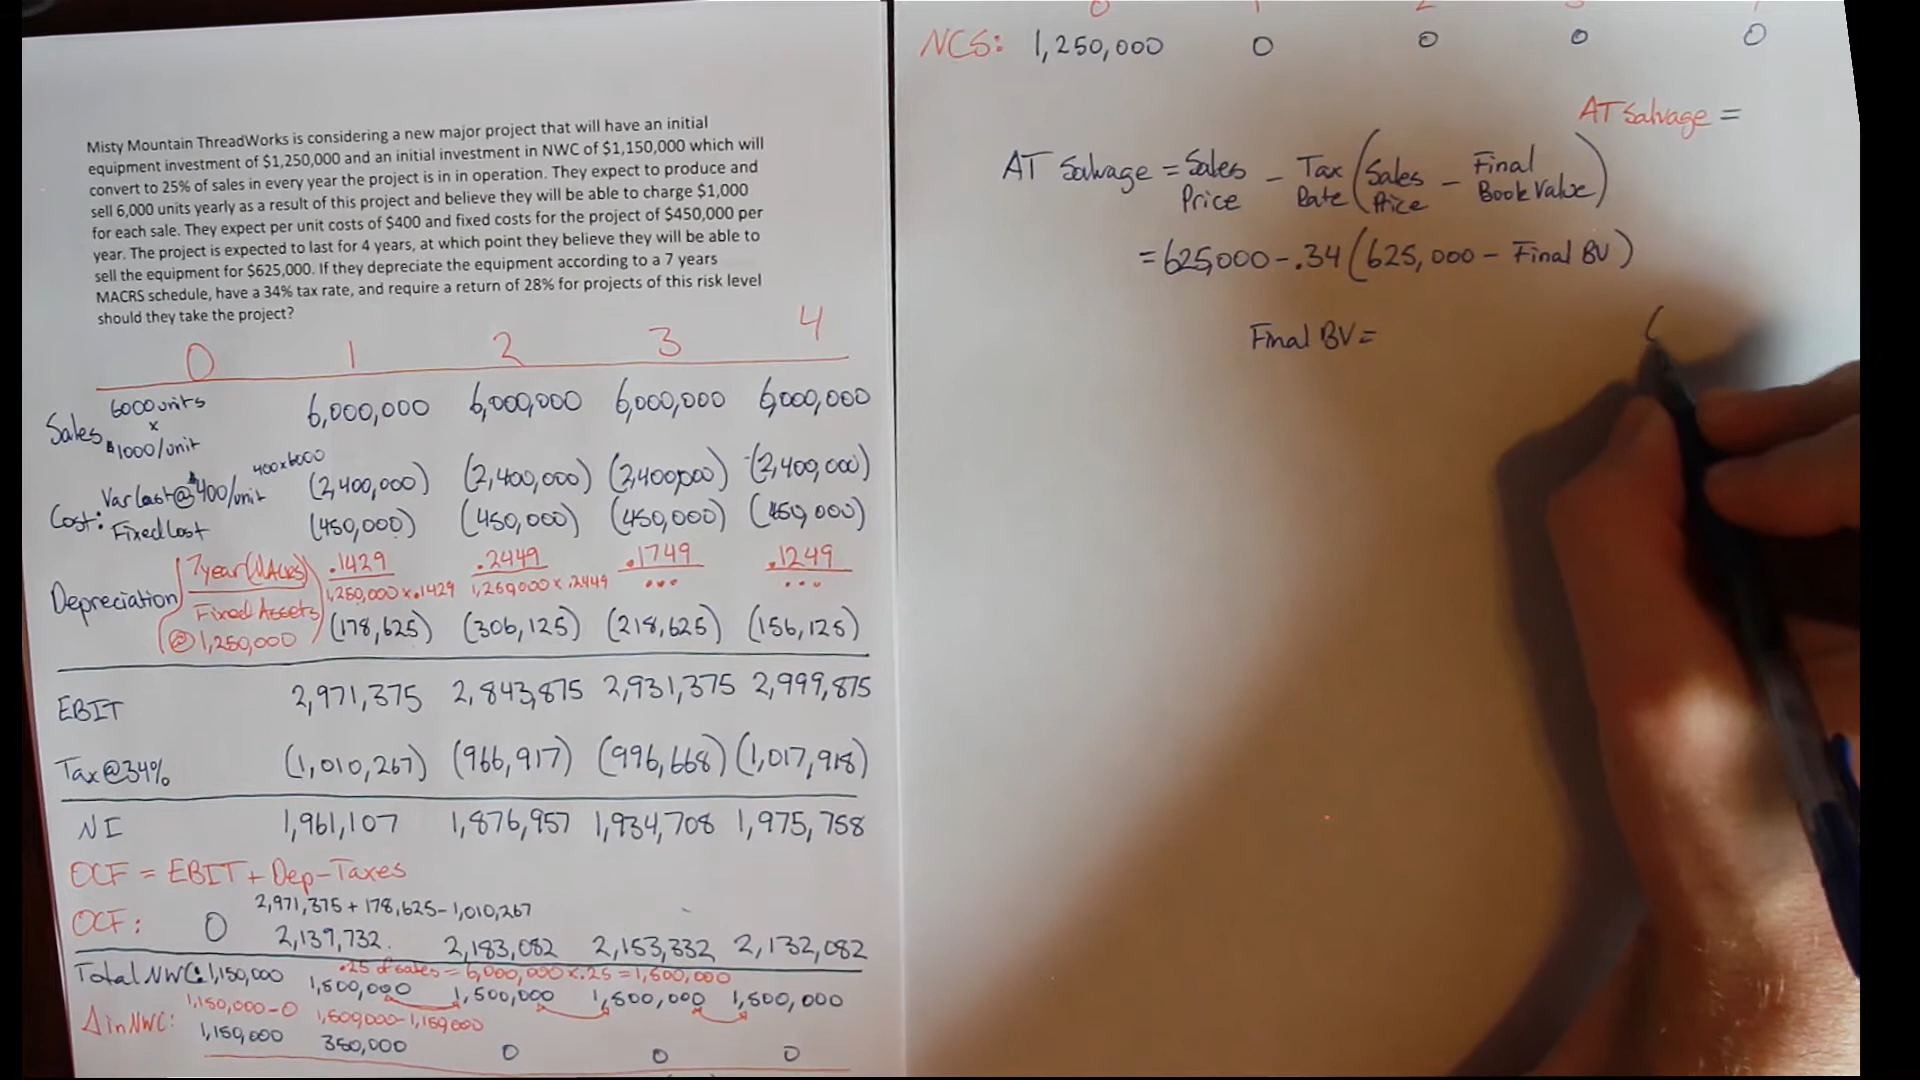 Misty Mountain ThreadWorks is considering a new major project that will have an initial
equipment investment of $1,250,000 and an initial investment in NWC of $1,150,000 which will
convert to 25% of sales in every year the project is in in operation. They expect to produce and
sell 6,000 units yearly as a result of this project and believe they will be able to charge $1,000
for each sale. They expect per unit costs of $400 and fixed costs for the project of $450,000 per
year. The project is expected to last for 4 years, at which point they believe they will be able to
sell the equipment for $625,000. If they depreciate the equipment according to a 7 years
MACRS schedule, have a 34% tax rate, and require a return of 28% for projects of this risk level
should they take the project?
0 1 2 3 4
Sales 6000 units x $1000/unit 6,000,000 6,000,000 6,000,000 6,000,000
400x6000
Cost: Var Cost@$400/unit (2,400,000) (2,400,000) (2,400,000) (2,400,000)
Fixed Cost (450,000) (450,000) (450,000) (450,000)
7 year (MACRS) .1429 .2449 .1749 .1249
Depreciation Fixed Assets 1,250,000 x .1429 1,250,000 x .2449 ... ...
@ 1,250,000 (178,625) (306,125) (218,625) (156,125)
EBIT 2,971,375 2,843,875 2,931,375 2,999,875
Tax@34% (1,010,267) (966,917) (996,668) (1,017,918)
NI 1,961,107 1,876,957 1,934,708 1,975,758
OCF = EBIT + Dep - Taxes
2,971,375 + 178,625 - 1,010,267
OCF: 0 2,139,732. 2,183,082 2,153,332 2,132,082
.25 of sales = 6,000,000 x .25 = 1,500,000
Total NWC: 1,150,000 1,500,000 1,500,000 1,500,000 1,500,000
1,150,000-0 1,500,000-1,150,000
Δ in NWC: 1,150,000 350,000 0 0 0
NCS: 1,250,000 0 0 0 0
AT Salvage =
AT Salvage = Sales Price - Tax Rate (Sales Price - Final Book Value)
= 625,000 - .34 (625,000 - Final BV)
Final BV = (